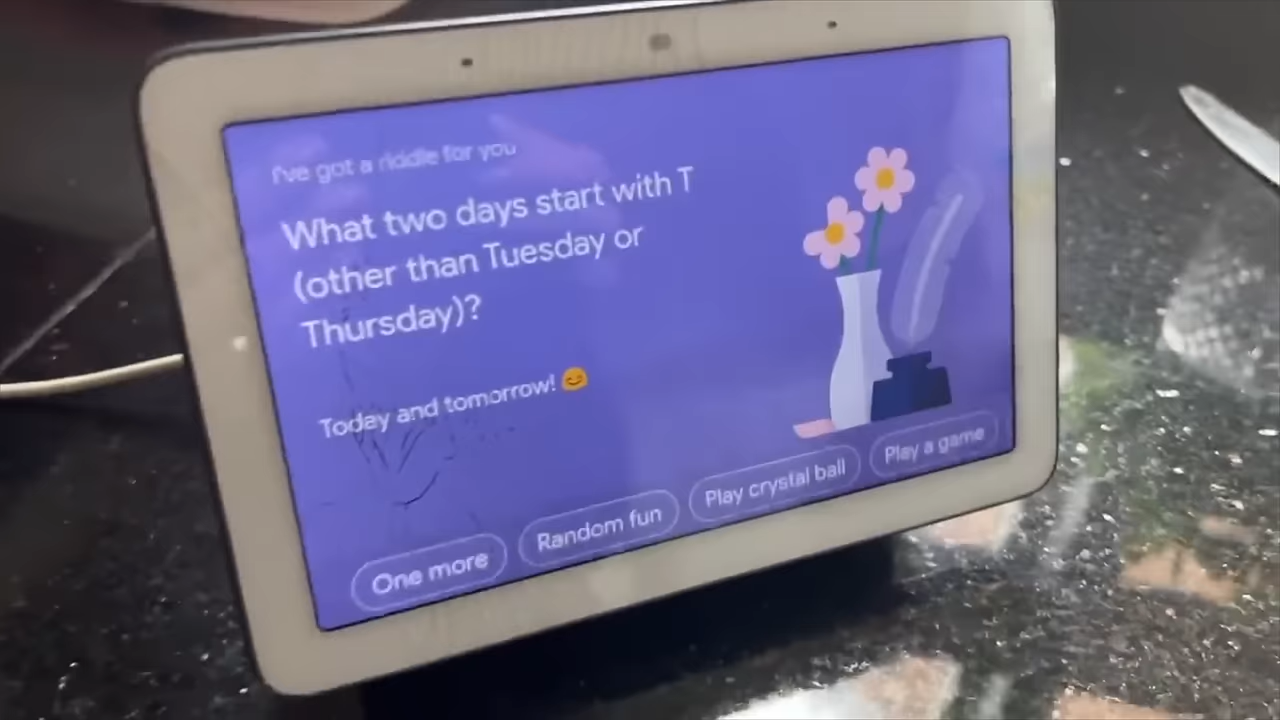 I've got a riddle for you
What two days start with T
(other than Tuesday or
Thursday)?
Today and tomorrow! 😊
One more
Random fun
Play crystal ball
Play a game